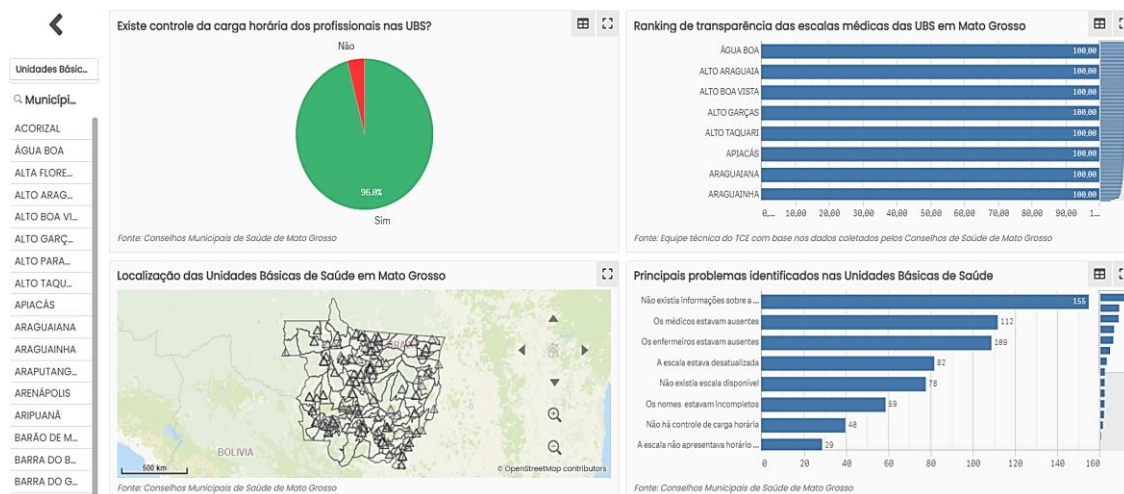 Unidades Básic...
Municípi...
ACORIZAL
ÁGUA BOA
ALTA FLORE...
ALTO ARAG...
ALTO BOA VI...
ALTO GARÇ...
ALTO PARA...
ALTO TAQU...
APIACÁS
ARAGUAIANA
ARAGUAINHA
ARAPUTANG...
ARENÁPOLIS
ARIPUANÃ
BARÃO DE M...
BARRA DO B...
BARRA DO G...
Existe controle da carga horária dos profissionais nas UBS?
Não
96.0%
Sim
Fonte: Conselhos Municipais de Saúde de Mato Grosso
Ranking de transparência das escalas médicas das UBS em Mato Grosso
ÁGUA BOA 100,00
ALTO ARAGUAIA 100,00
ALTO BOA VISTA 100,00
ALTO GARÇAS 100,00
ALTO TAQUARI 100,00
APIACÁS 100,00
ARAGUAIANA 100,00
ARAGUAINHA 100,00
0,... 10,00 20,00 30,00 40,00 50,00 60,00 70,00 80,00 90,00 1...
Fonte: Equipe técnica do TCE com base nos dados coletados pelos Conselhos de Saúde de Mato Grosso
Localização das Unidades Básicas de Saúde em Mato Grosso
BOLIVIA
500 km
© OpenStreetMap contributors
Fonte: Conselhos Municipais de Saúde de Mato Grosso
Principais problemas identificados nas Unidades Básicas de Saúde
Não existia informações sobre a ... 155
Os médicos estavam ausentes 112
Os enfermeiros estavam ausentes 109
A escala estava desatualizada 82
Não existia escala disponível 78
Os nomes estavam incompletos 59
Não há controle de carga horária 40
A escala não apresentava horário ... 29
0 20 40 60 80 100 120 140 160
Fonte: Conselhos Municipais de Saúde de Mato Grosso